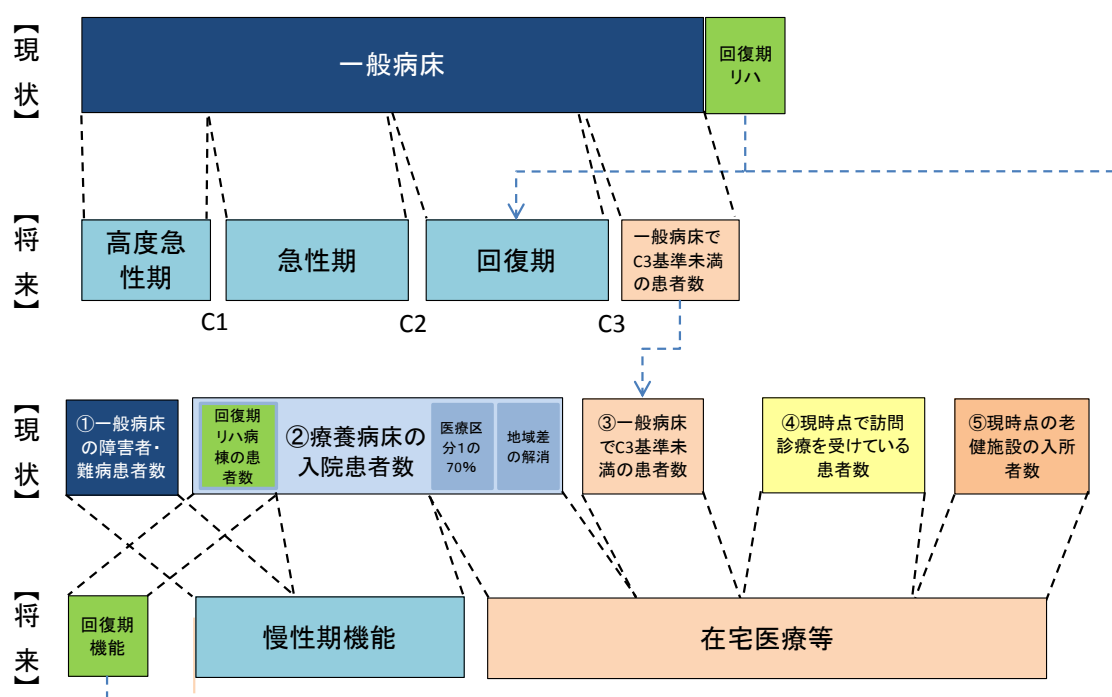 【現状】
一般病床
回復期
リハ
【将来】
高度急
性期
急性期
回復期
一般病床で
C3基準未満
の患者数
C1
C2
C3
【現状】
①一般病床
の障害者・
難病患者数
回復期
リハ病
棟の患
者数
②療養病床の
入院患者数
医療区
分1の
70%
地域差
の解消
③一般病床
でC3基準未
満の患者数
④現時点で訪問
診療を受けている
患者数
⑤現時点の老
健施設の入所
者数
【将来】
回復期
機能
慢性期機能
在宅医療等